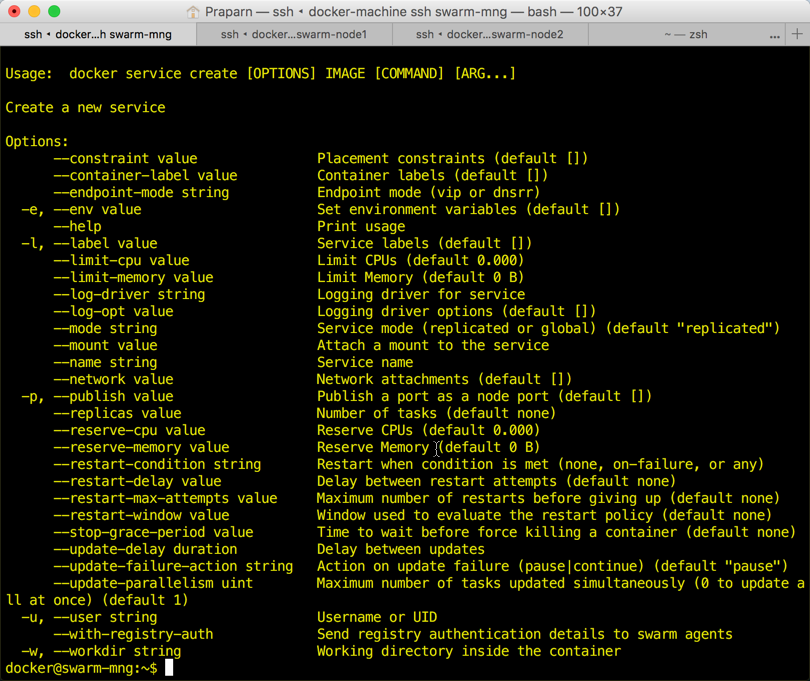 Praparn — ssh ‹ docker-machine ssh swarm-mng — bash — 100×37
ssh ‹ docker...h swarm-mng ssh ‹ docker...swarm-node1 ssh ‹ docker...swarm-node2 ~ — zsh ... +
Usage:  docker service create [OPTIONS] IMAGE [COMMAND] [ARG...]
Create a new service
Options:
      --constraint value               Placement constraints (default [])
      --container-label value          Container labels (default [])
      --endpoint-mode string           Endpoint mode (vip or dnsrr)
  -e, --env value                      Set environment variables (default [])
      --help                           Print usage
  -l, --label value                    Service labels (default [])
      --limit-cpu value                Limit CPUs (default 0.000)
      --limit-memory value             Limit Memory (default 0 B)
      --log-driver string              Logging driver for service
      --log-opt value                  Logging driver options (default [])
      --mode string                    Service mode (replicated or global) (default "replicated")
      --mount value                    Attach a mount to the service
      --name string                    Service name
      --network value                  Network attachments (default [])
  -p, --publish value                  Publish a port as a node port (default [])
      --replicas value                 Number of tasks (default none)
      --reserve-cpu value              Reserve CPUs (default 0.000)
      --reserve-memory value           Reserve Memory (default 0 B)
      --restart-condition string       Restart when condition is met (none, on-failure, or any)
      --restart-delay value            Delay between restart attempts (default none)
      --restart-max-attempts value     Maximum number of restarts before giving up (default none)
      --restart-window value           Window used to evaluate the restart policy (default none)
      --stop-grace-period value        Time to wait before force killing a container (default none)
      --update-delay duration          Delay between updates
      --update-failure-action string   Action on update failure (pause|continue) (default "pause")
      --update-parallelism uint        Maximum number of tasks updated simultaneously (0 to update a
ll at once) (default 1)
  -u, --user string                    Username or UID
      --with-registry-auth             Send registry authentication details to swarm agents
  -w, --workdir string                 Working directory inside the container
docker@swarm-mng:~$